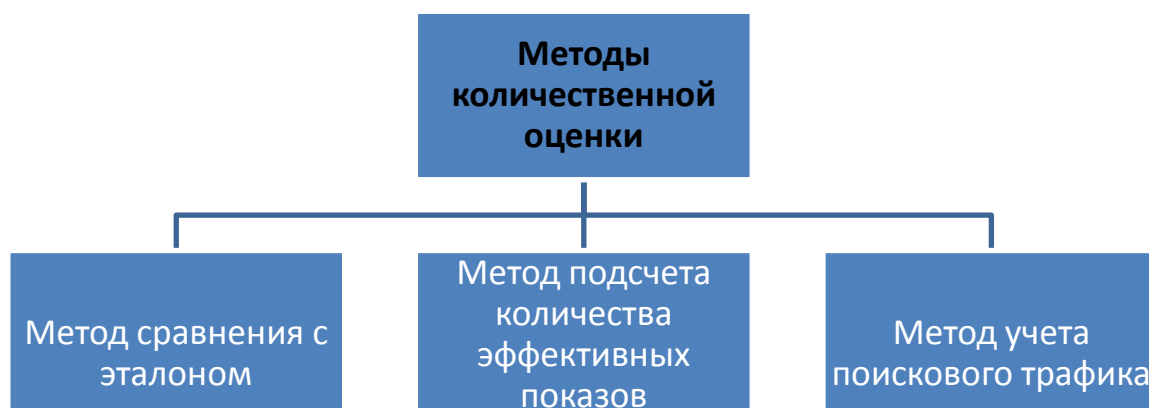 Методы
количественной
оценки
Метод сравнения с
эталоном
Метод подсчета
количества
эффективных
показов
Метод учета
поискового трафика